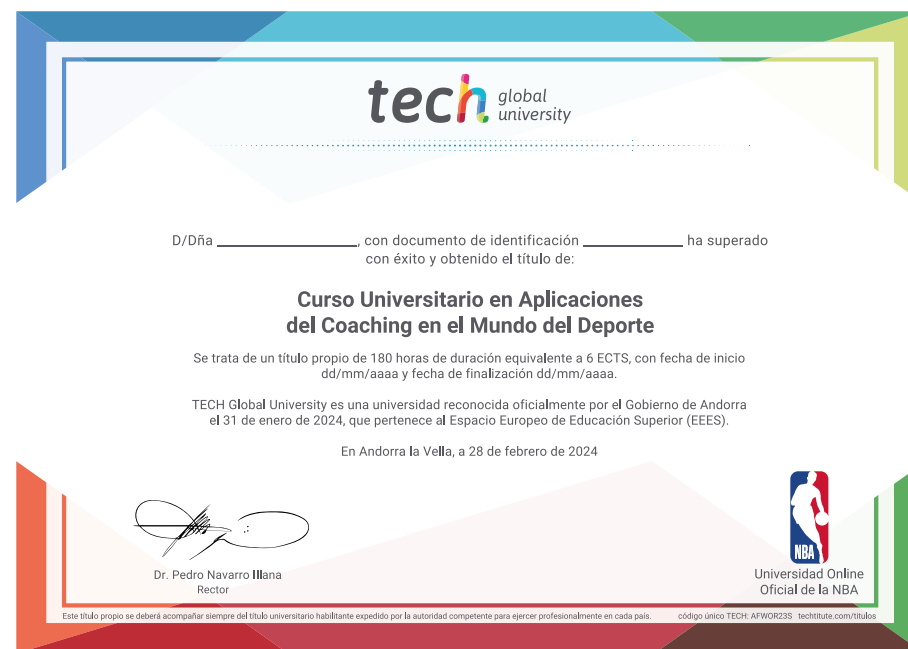 tech global university
D/Dña ____________, con documento de identificación ____________ ha superado
con éxito y obtenido el título de:
Curso Universitario en Aplicaciones
del Coaching en el Mundo del Deporte
Se trata de un título propio de 180 horas de duración equivalente a 6 ECTS, con fecha de inicio
dd/mm/aaaa y fecha de finalización dd/mm/aaaa.
TECH Global University es una universidad reconocida oficialmente por el Gobierno de Andorra
el 31 de enero de 2024, que pertenece al Espacio Europeo de Educación Superior (EEES).
En Andorra la Vella, a 28 de febrero de 2024
Dr. Pedro Navarro Illana
Rector
NBA
Universidad Online
Oficial de la NBA
Este título propio se deberá acompañar siempre del título universitario habilitante expedido por la autoridad competente para ejercer profesionalmente en cada país.
código único TECH: AFWOR23S techtitute.com/titulos